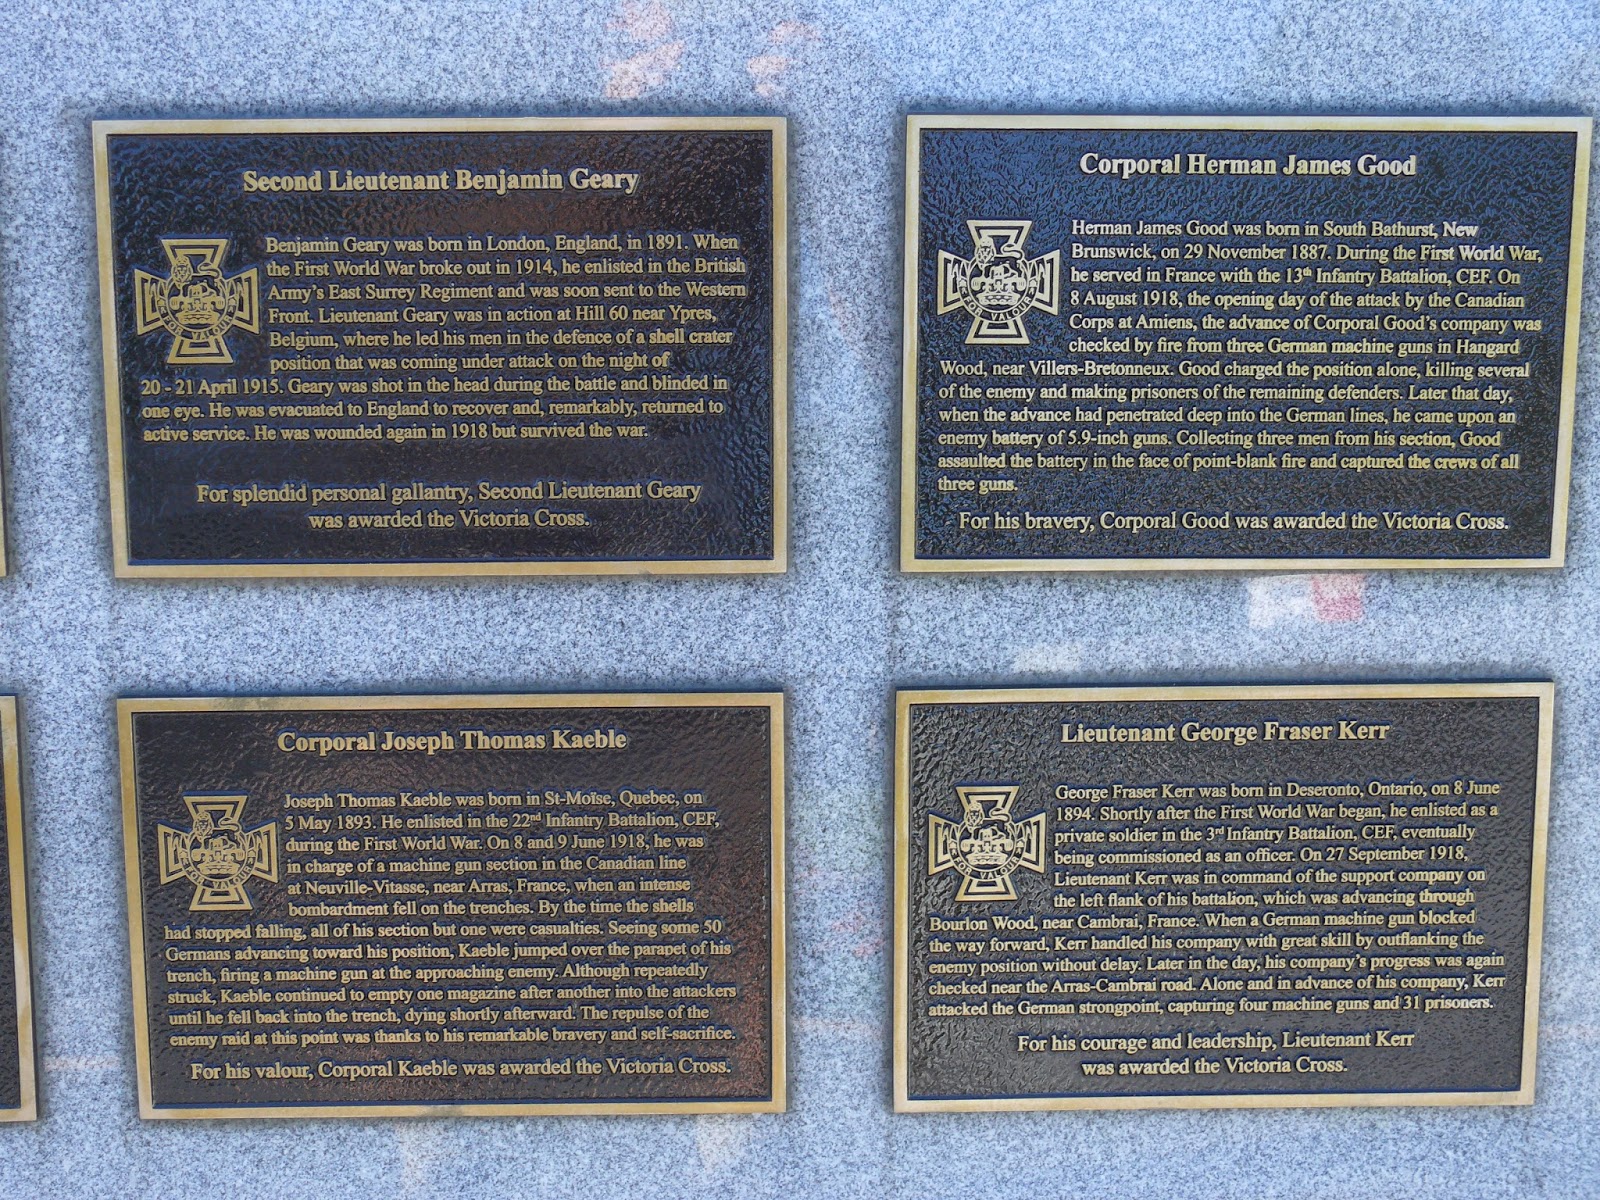 Second Lieutenant Benjamin Geary
Benjamin Geary was born in London, England, in 1891. When
the First World War broke out in 1914, he enlisted in the British
Army's East Surrey Regiment and was soon sent to the Western
Front. Lieutenant Geary was in action at Hill 60 near Ypres,
Belgium, where he led his men in the defence of a shell crater
position that was coming under attack on the night of
20 - 21 April 1915. Geary was shot in the head during the battle and blinded in
one eye. He was evacuated to England to recover and, remarkably, returned to
active service. He was wounded again in 1918 but survived the war.
For splendid personal gallantry, Second Lieutenant Geary
was awarded the Victoria Cross.
FOR VALOUR
Corporal Herman James Good
Herman James Good was born in South Bathurst, New
Brunswick, on 29 November 1887. During the First World War,
he served in France with the 13th Infantry Battalion, CEF. On
8 August 1918, the opening day of the attack by the Canadian
Corps at Amiens, the advance of Corporal Good's company was
checked by fire from three German machine guns in Hangard
Wood, near Villers-Bretonneux. Good charged the position alone, killing several
of the enemy and making prisoners of the remaining defenders. Later that day,
when the advance had penetrated deep into the German lines, he came upon an
enemy battery of 5.9-inch guns. Collecting three men from his section, Good
assaulted the battery in the face of point-blank fire and captured the crews of all
three guns.
For his bravery, Corporal Good was awarded the Victoria Cross.
FOR VALOUR
Corporal Joseph Thomas Kaeble
Joseph Thomas Kaeble was born in St-Moïse, Quebec, on
5 May 1893. He enlisted in the 22nd Infantry Battalion, CEF,
during the First World War. On 8 and 9 June 1918, he was
in charge of a machine gun section in the Canadian line
at Neuville-Vitasse, near Arras, France, when an intense
bombardment fell on the trenches. By the time the shells
had stopped falling, all of his section but one were casualties. Seeing some 50
Germans advancing toward his position, Kaeble jumped over the parapet of his
trench, firing a machine gun at the approaching enemy. Although repeatedly
struck, Kaeble continued to empty one magazine after another into the attackers
until he fell back into the trench, dying shortly afterward. The repulse of the
enemy raid at this point was thanks to his remarkable bravery and self-sacrifice.
For his valour, Corporal Kaeble was awarded the Victoria Cross.
FOR VALOUR
Lieutenant George Fraser Kerr
George Fraser Kerr was born in Deseronto, Ontario, on 8 June
1894. Shortly after the First World War began, he enlisted as a
private soldier in the 3rd Infantry Battalion, CEF, eventually
being commissioned as an officer. On 27 September 1918,
Lieutenant Kerr was in command of the support company on
the left flank of his battalion, which was advancing through
Bourlon Wood, near Cambrai, France. When a German machine gun blocked
the way forward, Kerr handled his company with great skill by outflanking the
enemy position without delay. Later in the day, his company's progress was again
checked near the Arras-Cambrai road. Alone and in advance of his company, Kerr
attacked the German strongpoint, capturing four machine guns and 31 prisoners.
For his courage and leadership, Lieutenant Kerr
was awarded the Victoria Cross.
FOR VALOUR